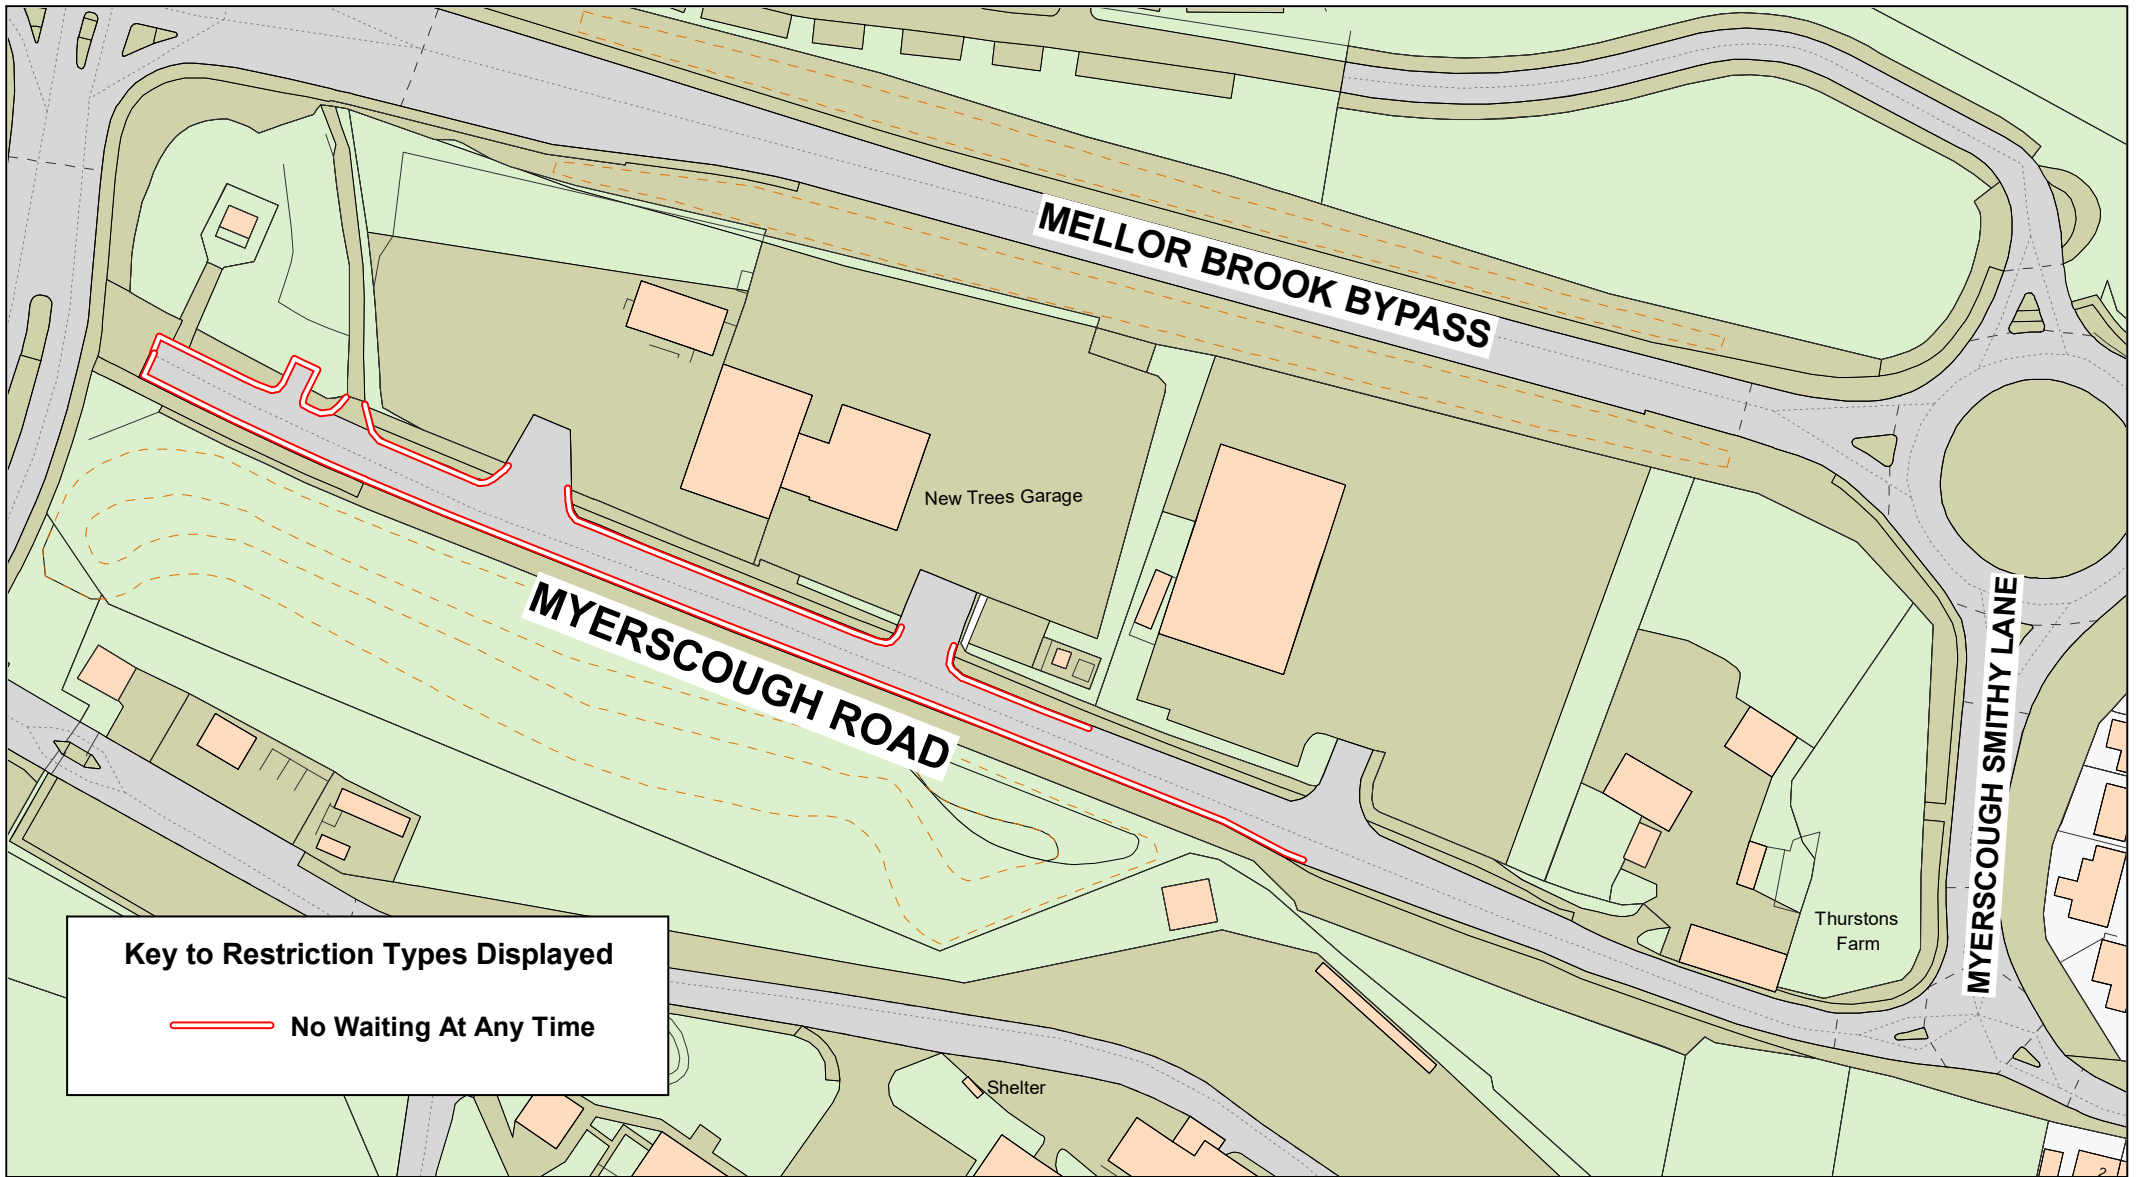 MELLOR BROOK BYPASS
New Trees Garage
MYERSCOUGH ROAD
MYERSCOUGH SMITHY LANE
Thurstons
Farm
Key to Restriction Types Displayed
No Waiting At Any Time
Shelter
2